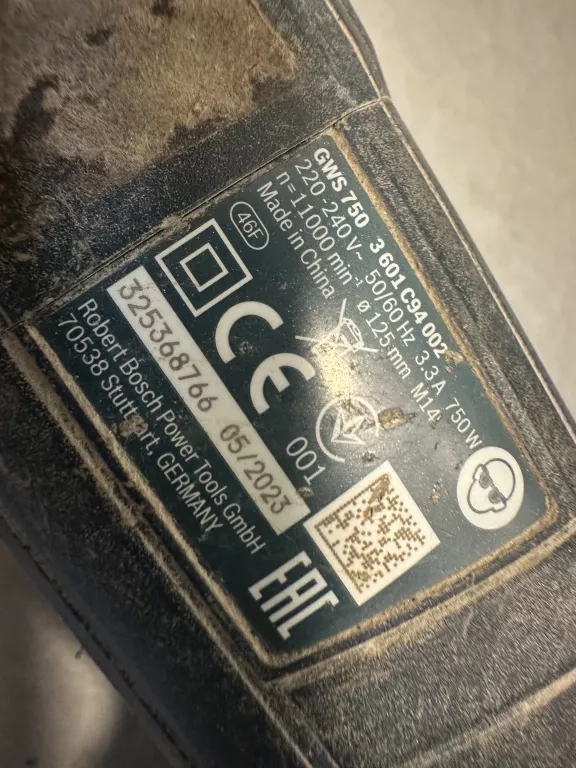 GWS 750 3 601 C94 002
220-240 V~ 50/60 Hz 3.3 A 750 W
n=11000 min⁻¹ ø 125 mm M14
Made in China
46F
CE
001
325368766 05/2023
Robert Bosch Power Tools GmbH
70538 Stuttgart, GERMANY
EAC